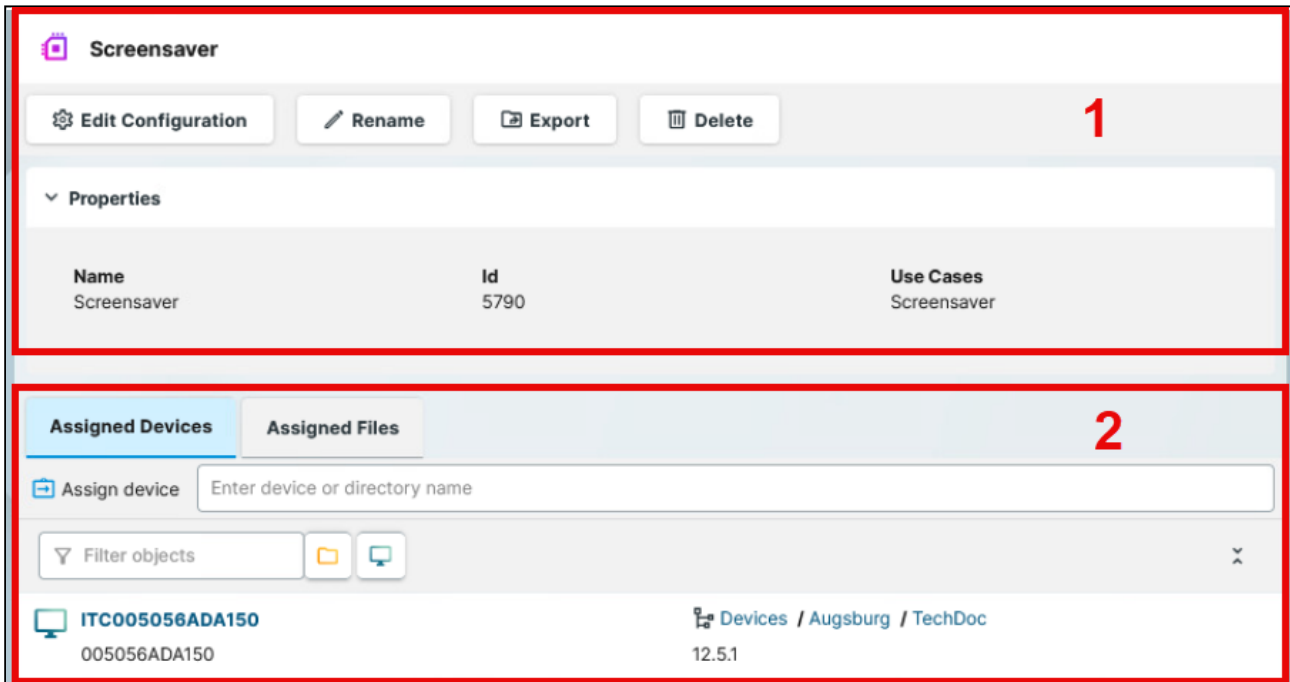 Screensaver
Edit Configuration Rename Export Delete 1
Properties
Name Id Use Cases
Screensaver 5790 Screensaver
Assigned Devices Assigned Files 2
Assign device Enter device or directory name
Filter objects
ITC005056ADA150 Devices / Augsburg / TechDoc
005056ADA150 12.5.1